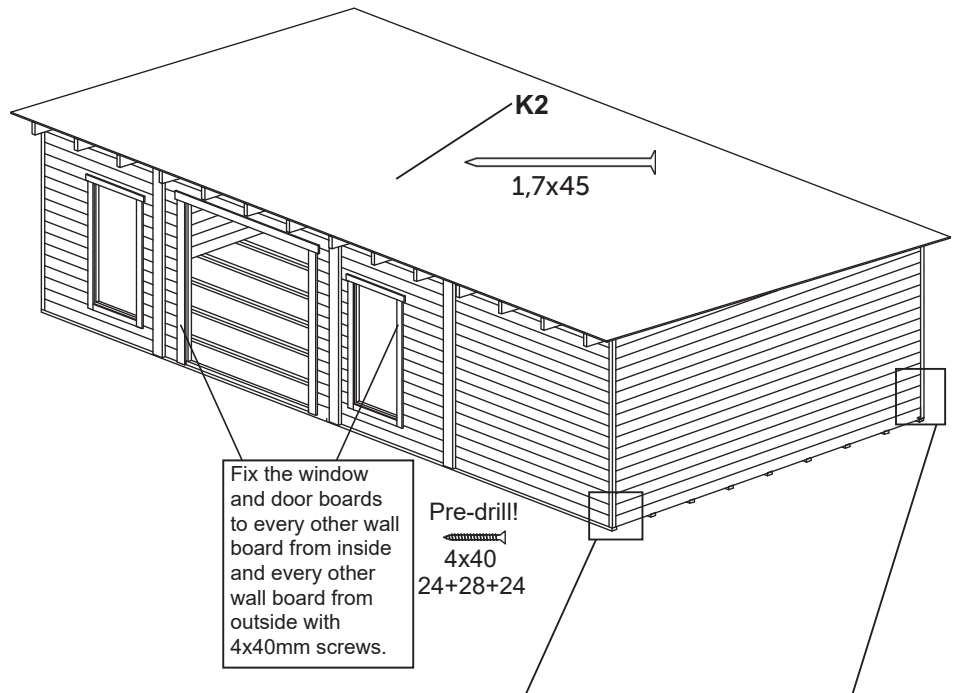 K2
1,7x45
Fix the window
and door boards
to every other wall
board from inside
and every other
wall board from
outside with
4x40mm screws.
Pre-drill!
4x40
24+28+24